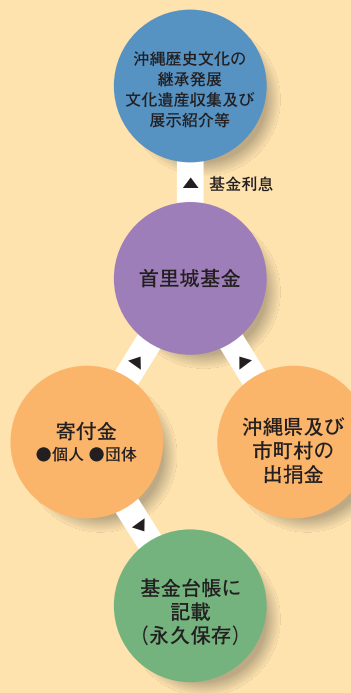 沖縄歴史文化の
継承発展
文化遺産収集及び
展示紹介等
▲ 基金利息
首里城基金
寄付金
●個人 ●団体
沖縄県及び
市町村の
出捐金
基金台帳に
記載
(永久保存)